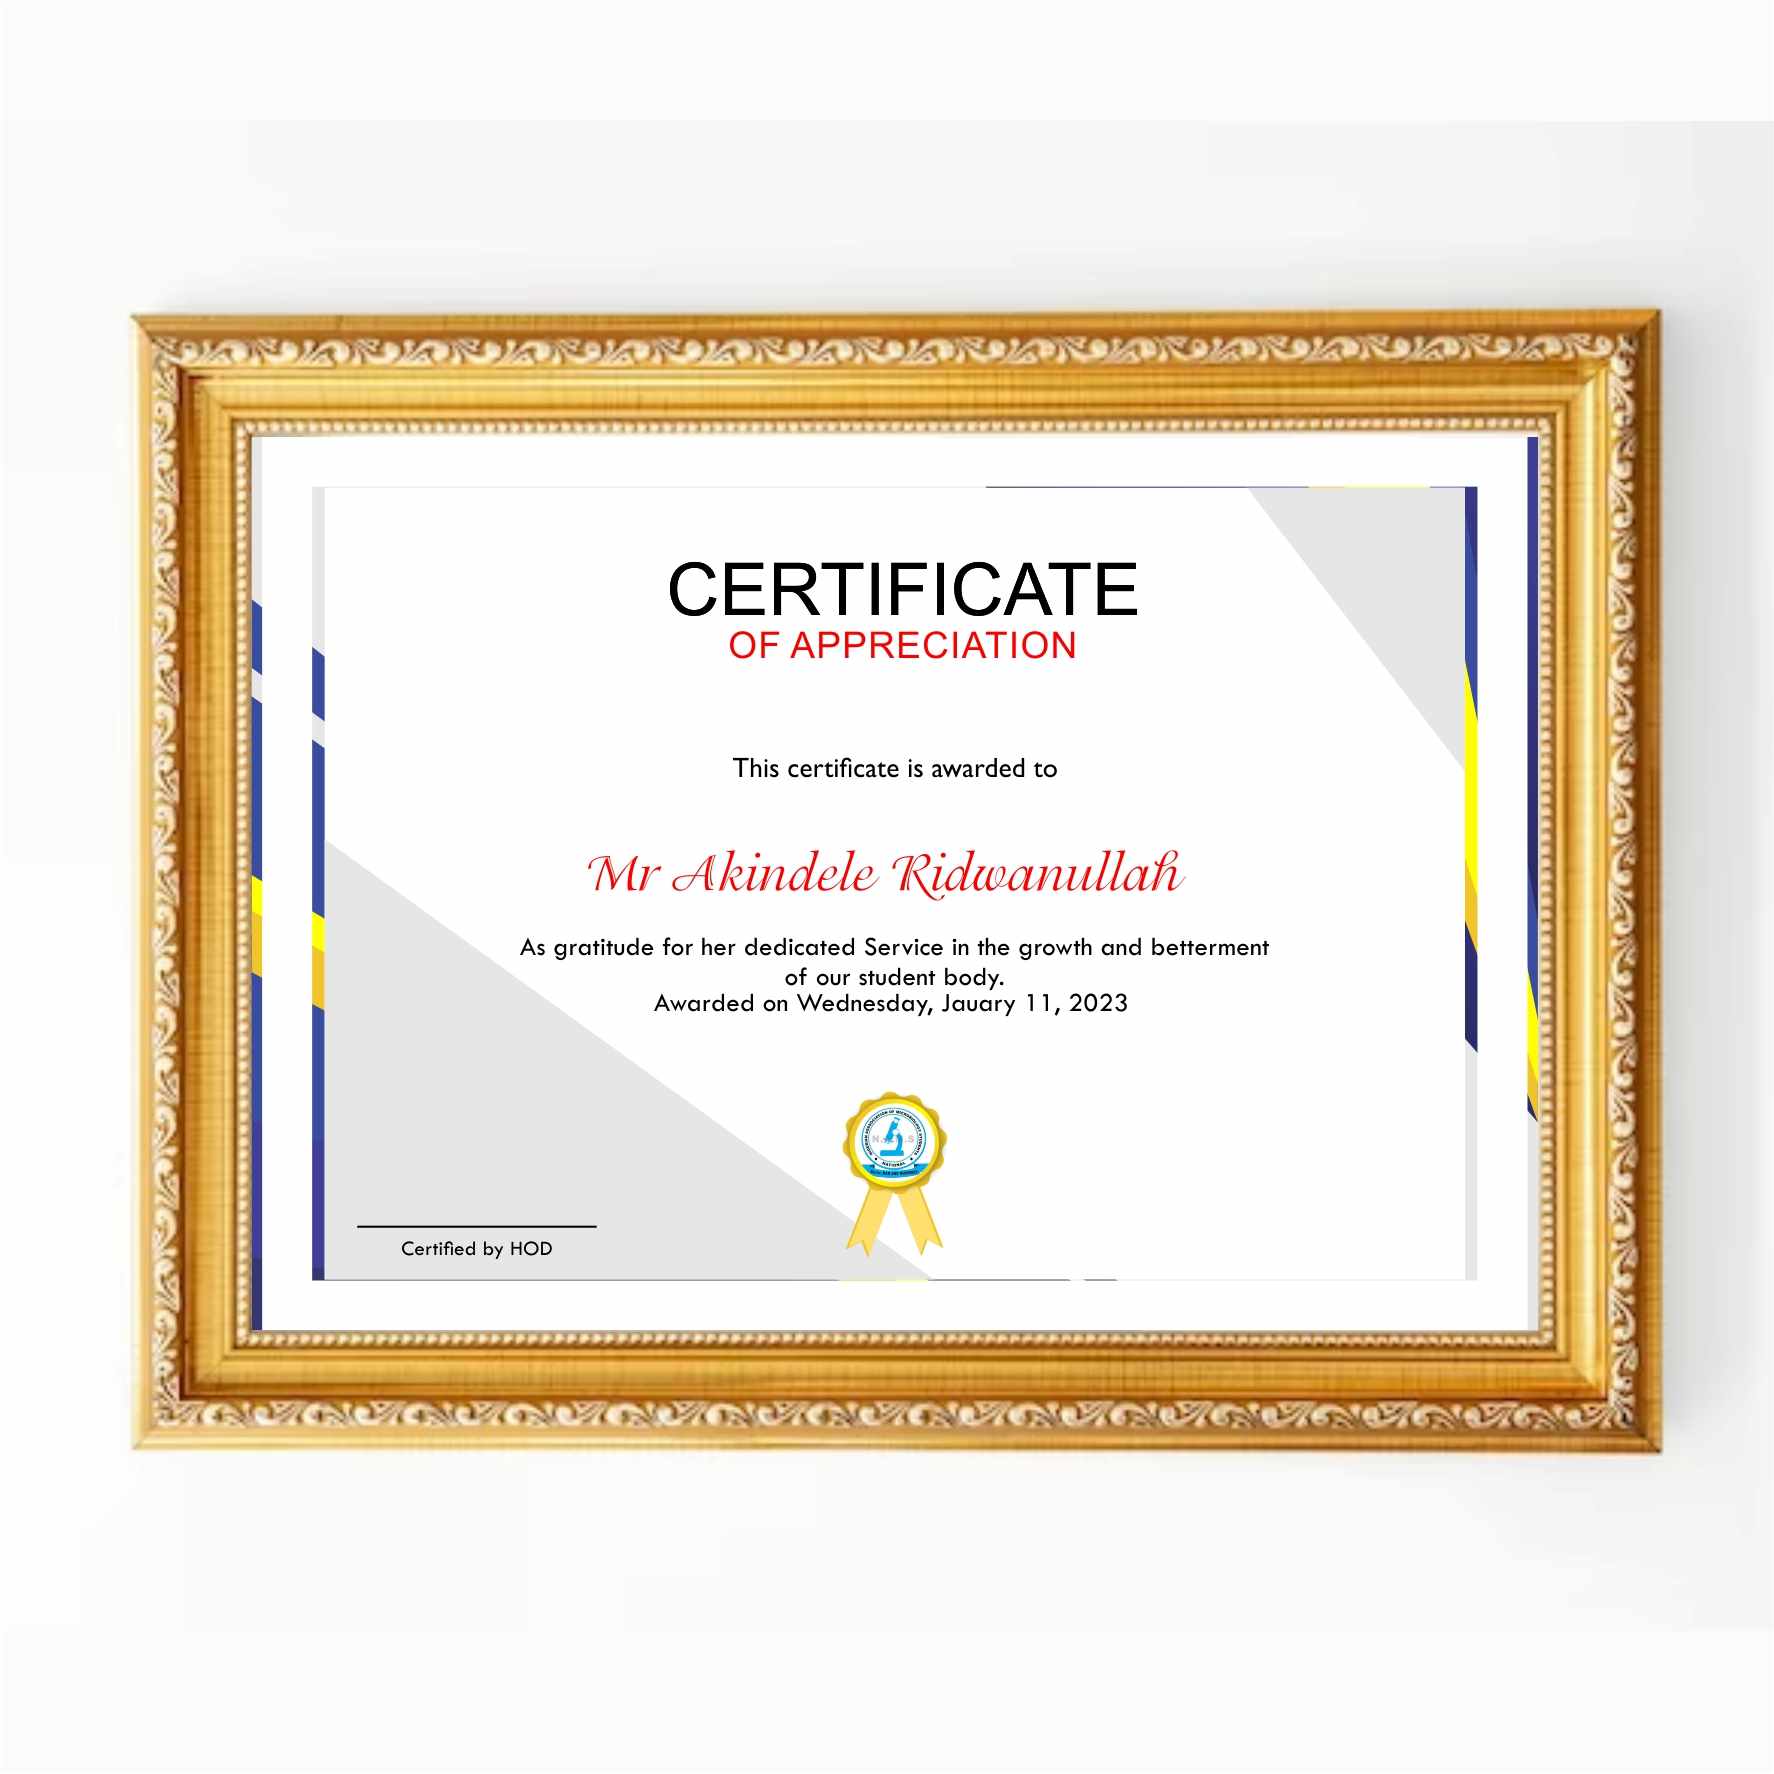 CERTIFICATE
OF APPRECIATION
This certificate is awarded to
Mr Akindele Ridwanullah
As gratitude for her dedicated Service in the growth and betterment
of our student body.
Awarded on Wednesday, Jauary 11, 2023
NATIONAL
Certified by HOD